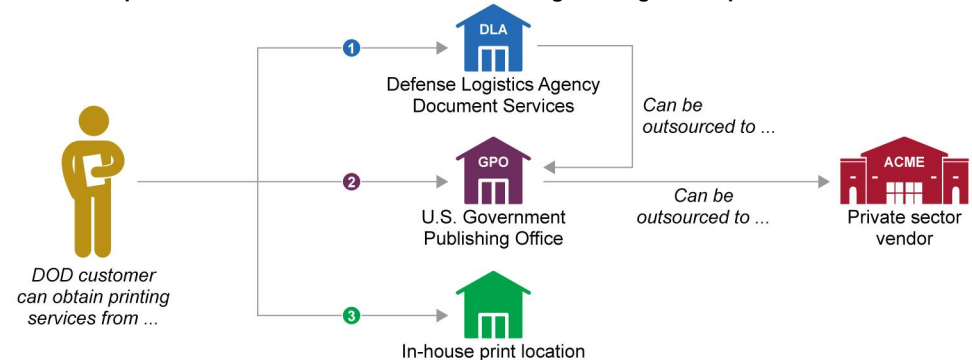 1
DLA
Defense Logistics Agency
Document Services
Can be
outsourced to ...
2
GPO
U.S. Government
Publishing Office
Can be
outsourced to ...
ACME
Private sector
vendor
DOD customer
can obtain printing
services from ...
3
In-house print location